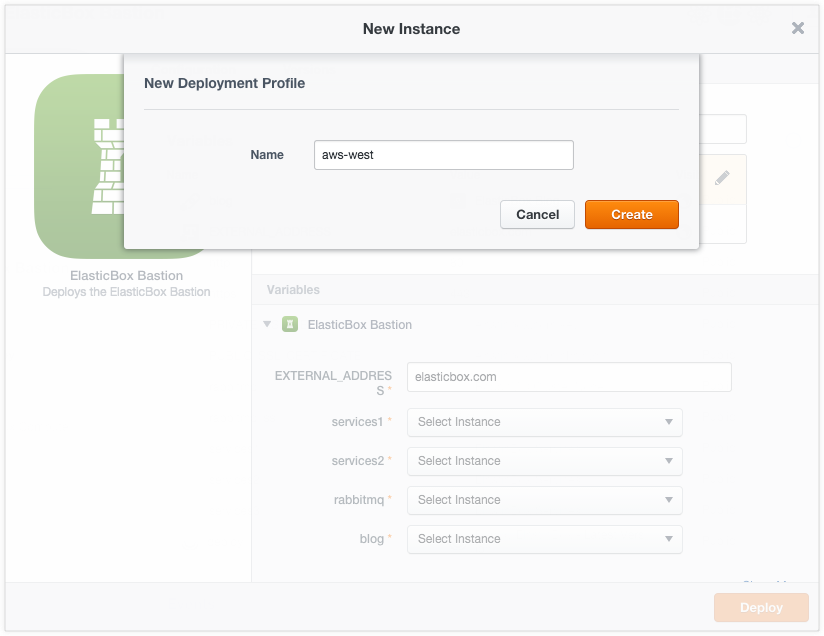 New Instance
New Deployment Profile
Name
aws-west
Cancel
Create
ElasticBox Bastion
Deploys the ElasticBox Bastion
Variables
ElasticBox Bastion
EXTERNAL_ADDRES
S *
elasticbox.com
services1 *
Select Instance
services2 *
Select Instance
rabbitmq *
Select Instance
blog *
Select Instance
Deploy